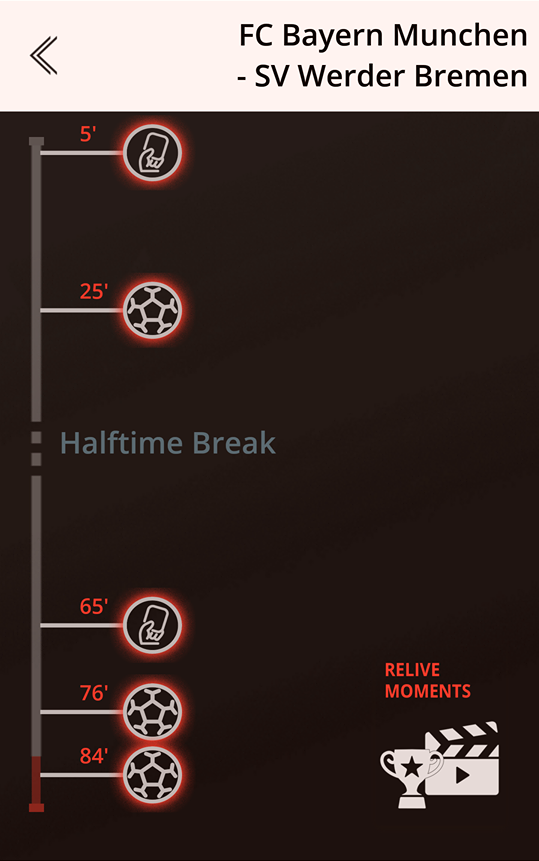 FC Bayern Munchen
- SV Werder Bremen
5'
25'
Halftime Break
65'
76'
84'
RELIVE
MOMENTS